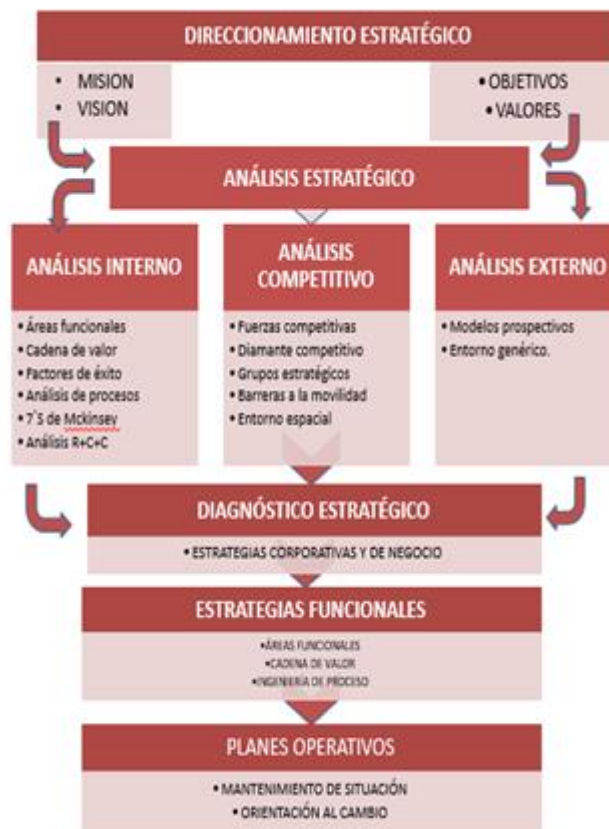 DIRECCIONAMIENTO ESTRATÉGICO
• MISION
• VISION
• OBJETIVOS
• VALORES
ANÁLISIS ESTRATÉGICO
ANÁLISIS INTERNO
• Áreas funcionales
• Cadena de valor
• Factores de éxito
• Análisis de procesos
• 7´S de Mckinsey
• Análisis R+C+C
ANÁLISIS
COMPETITIVO
• Fuerzas competitivas
• Diamante competitivo
• Grupos estratégicos
• Barreras a la movilidad
• Entorno espacial
ANÁLISIS EXTERNO
• Modelos prospectivos
• Entorno genérico.
DIAGNÓSTICO ESTRATÉGICO
• ESTRATEGIAS CORPORATIVAS Y DE NEGOCIO
ESTRATEGIAS FUNCIONALES
•ÁREAS FUNCIONALES
•CADENA DE VALOR
•INGENIERÍA DE PROCESO
PLANES OPERATIVOS
• MANTENIMIENTO DE SITUACIÓN
• ORIENTACIÓN AL CAMBIO